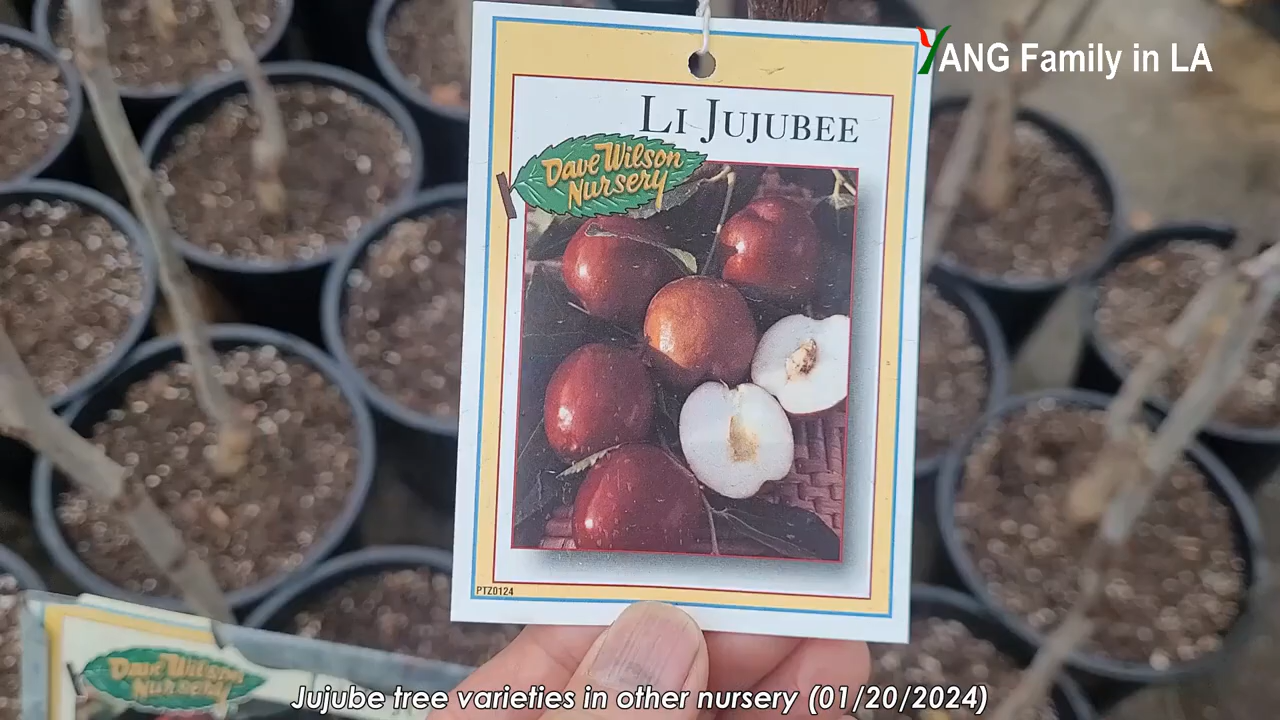 YANG Family in LA
LI JUJUBEE
Dave Wilson
Nursery
PTZ0124
Dave Wilson
Nursery
Jujube tree varieties in other nursery (01/20/2024)